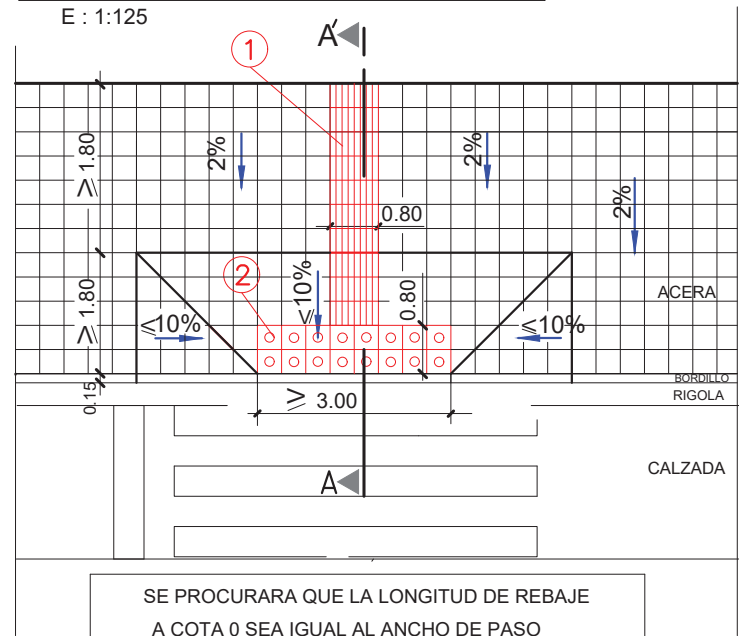 E : 1:125
A'
1
≥ 1.80
2%
2%
2%
0.80
2
≥ 1.80
≤10%
≤10%
0.80
≤10%
ACERA
BORDILLO
RIGOLA
0.15
≥ 3.00
CALZADA
A
SE PROCURARA QUE LA LONGITUD DE REBAJE
A COTA 0 SEA IGUAL AL ANCHO DE PASO